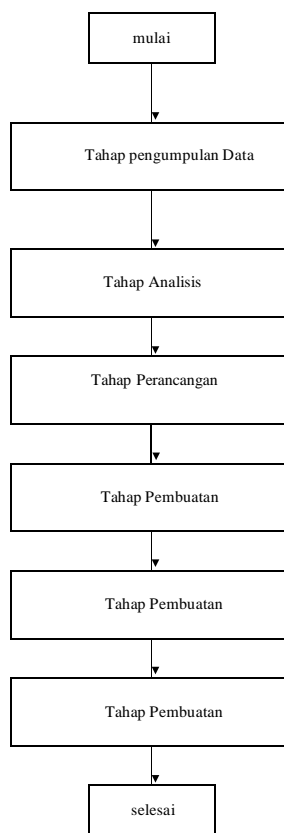 mulai
Tahap pengumpulan Data
Tahap Analisis
Tahap Perancangan
Tahap Pembuatan
Tahap Pembuatan
Tahap Pembuatan
selesai